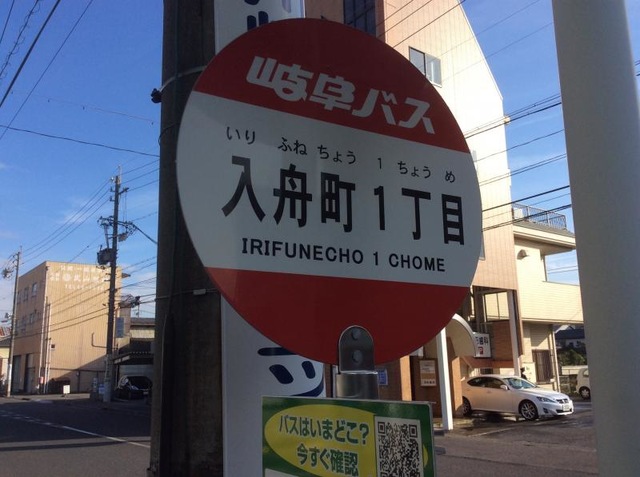 岐阜バス
いり ふね ちょう 1 ちょう め
入舟町1丁目
IRIFUNECHO 1 CHOME
バスはいまどこ?
今すぐ確認